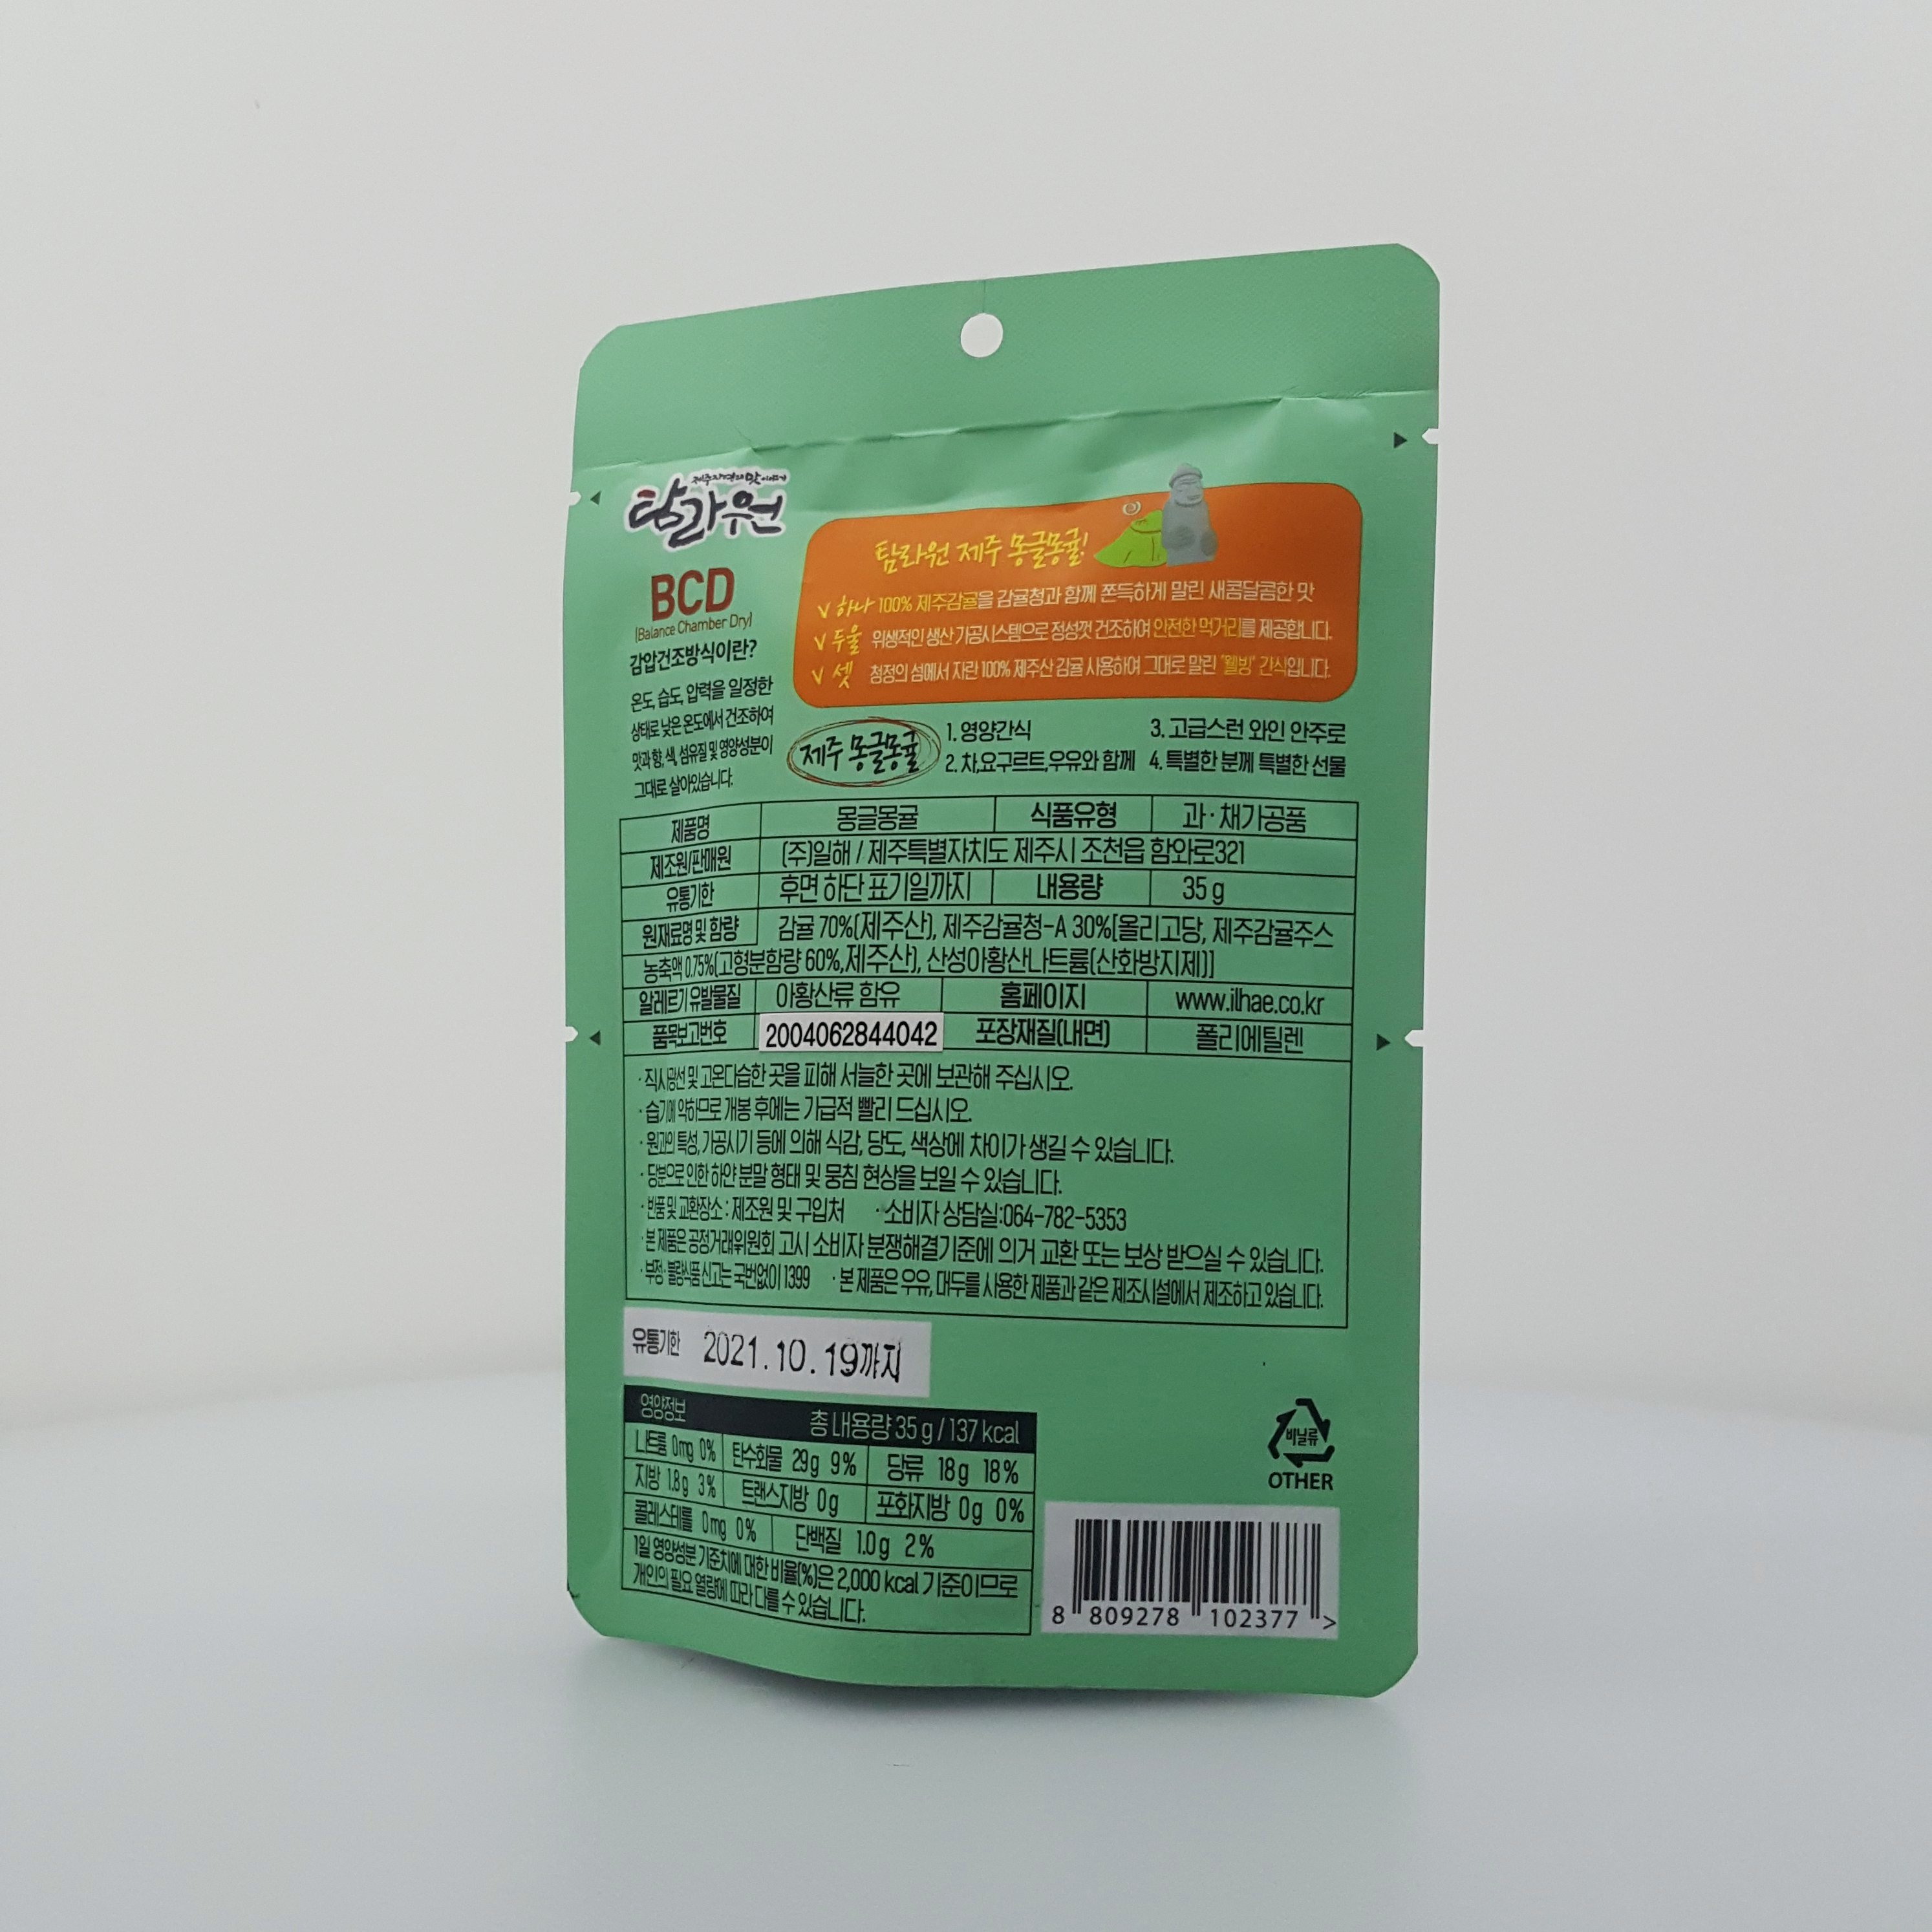 제주자연의맛이야기
탐라원
BCD
(Balance Chamber Dry)
감압건조방식이란?
온도, 습도, 압력을 일정한
상태로 낮은 온도에서 건조하여
맛과 향, 색, 섬유질 및 영양성분이
그대로 살아있습니다.
탐라원 제주 몽글몽귤!
V 하나 100% 제주감귤을 감귤청과 함께 쫀득하게 말린 새콤달콤한 맛
V 두울 위생적인 생산 가공시스템으로 정성껏 건조하여 안전한 먹거리를 제공합니다.
V 셋 청정의 섬에서 자란 100% 제주산 감귤 사용하여 그대로 말린 '웰빙' 간식입니다.
제주 몽글몽귤
1. 영양간식
2. 차,요구르트,우유와 함께
3. 고급스런 와인 안주로
4. 특별한 분께 특별한 선물
제품명 몽글몽귤 식품유형 과·채가공품
제조원/판매원 (주)일해 / 제주특별자치도 제주시 조천읍 함와로321
유통기한 후면 하단 표기일까지 내용량 35 g
원재료명 및 함량 감귤 70%(제주산), 제주감귤청-A 30%[올리고당, 제주감귤주스
농축액 0.75%(고형분함량 60%,제주산), 산성아황산나트륨(산화방지제)]
알레르기 유발물질 아황산류 함유 홈페이지 www.ilhae.co.kr
품목보고번호 2004062844042 포장재질(내면) 폴리에틸렌
· 직사광선 및 고온다습한 곳을 피해 서늘한 곳에 보관해 주십시오.
· 습기에 약하므로 개봉 후에는 가급적 빨리 드십시오.
· 원과의 특성, 가공시기 등에 의해 식감, 당도, 색상에 차이가 생길 수 있습니다.
· 당분으로 인한 하얀 분말 형태 및 뭉침 현상을 보일 수 있습니다.
· 반품 및 교환장소 : 제조원 및 구입처 · 소비자 상담실:064-782-5353
· 본 제품은 공정거래위원회 고시 소비자 분쟁해결기준에 의거 교환 또는 보상 받으실 수 있습니다.
· 부정·불량식품 신고는 국번없이 1399 · 본 제품은 우유, 대두를 사용한 제품과 같은 제조시설에서 제조하고 있습니다.
유통기한 2021.10.19까지
영양정보 총 내용량 35 g / 137 kcal
나트륨 0mg 0% 탄수화물 29g 9% 당류 18g 18%
지방 1.8g 3% 트랜스지방 0g 포화지방 0g 0%
콜레스테롤 0mg 0% 단백질 1.0g 2%
1일 영양성분 기준치에 대한 비율(%)은 2,000 kcal 기준이므로
개인의 필요 열량에 따라 다를 수 있습니다.
비닐류
OTHER
8 809278 102377 >